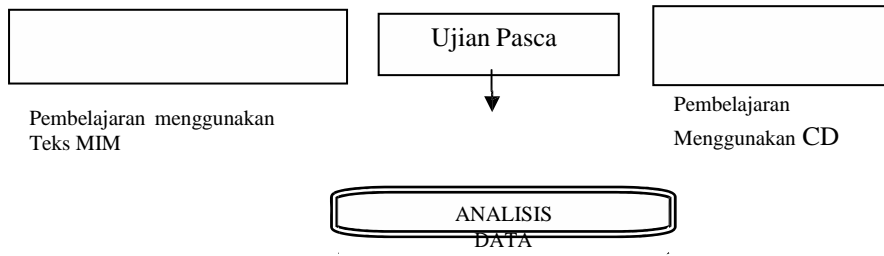 Ujian Pasca
Pembelajaran menggunakan
Teks MIM
Pembelajaran
Menggunakan CD
ANALISIS
DATA